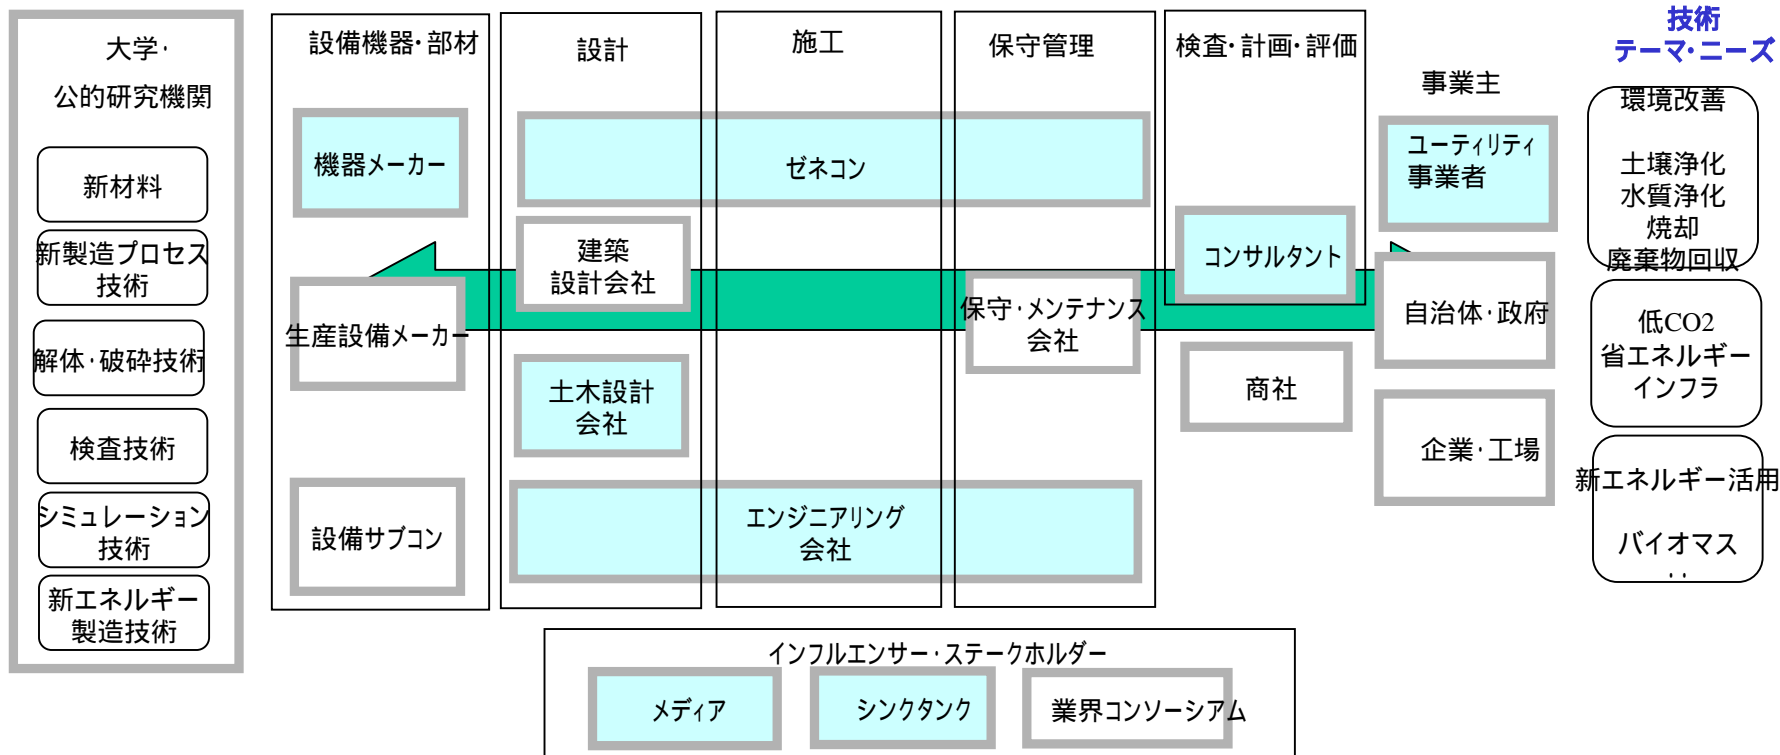 大学・
公的研究機関
新材料
新製造プロセス
技術
解体・破砕技術
検査技術
シミュレーション
技術
新エネルギー
製造技術
設備機器・部材
機器メーカー
生産設備メーカー
設備サブコン
設計
施工
保守管理
ゼネコン
建築
設計会社
土木設計
会社
保守・メンテナンス
会社
エンジニアリング
会社
検査・計画・評価
コンサルタント
商社
事業主
ユーティリティ
事業者
自治体・政府
企業・工場
技術
テーマ・ニーズ
環境改善
土壌浄化
水質浄化
焼却
廃棄物回収
低CO2
省エネルギー
インフラ
新エネルギー活用
バイオマス
‥
インフルエンサー・ステークホルダー
メディア
シンクタンク
業界コンソーシアム